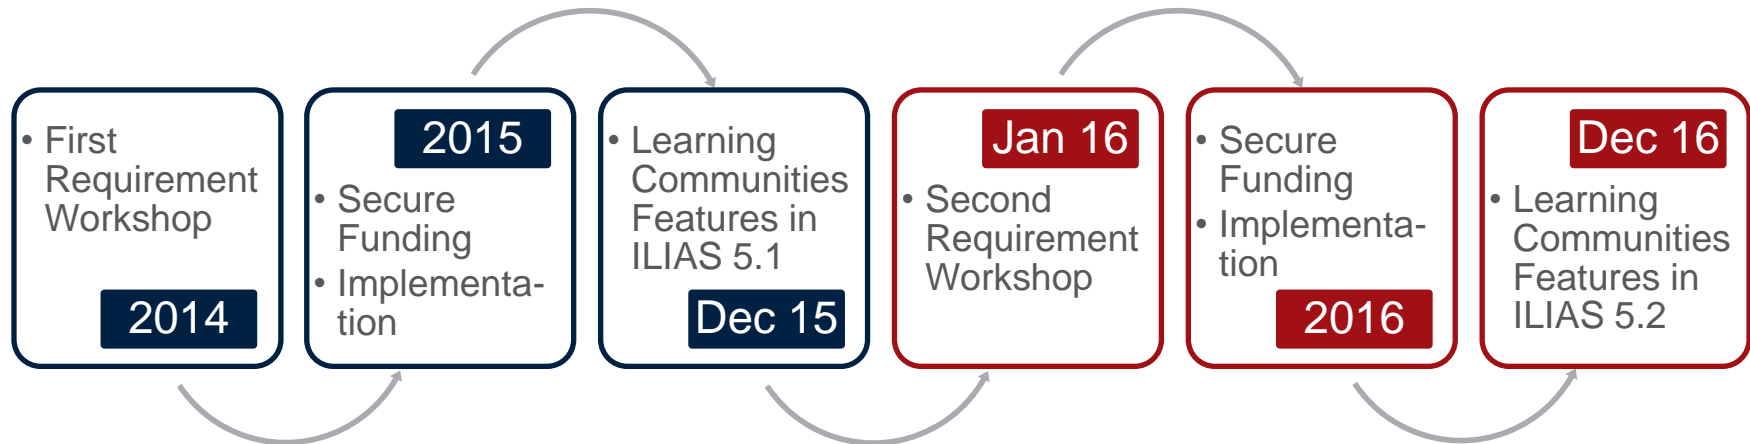 • First
Requirement
Workshop
2014
2015
• Secure
Funding
• Implementa-
tion
• Learning
Communities
Features in
ILIAS 5.1
Dec 15
Jan 16
• Second
Requirement
Workshop
• Secure
Funding
• Implementa-
tion
2016
Dec 16
• Learning
Communities
Features in
ILIAS 5.2